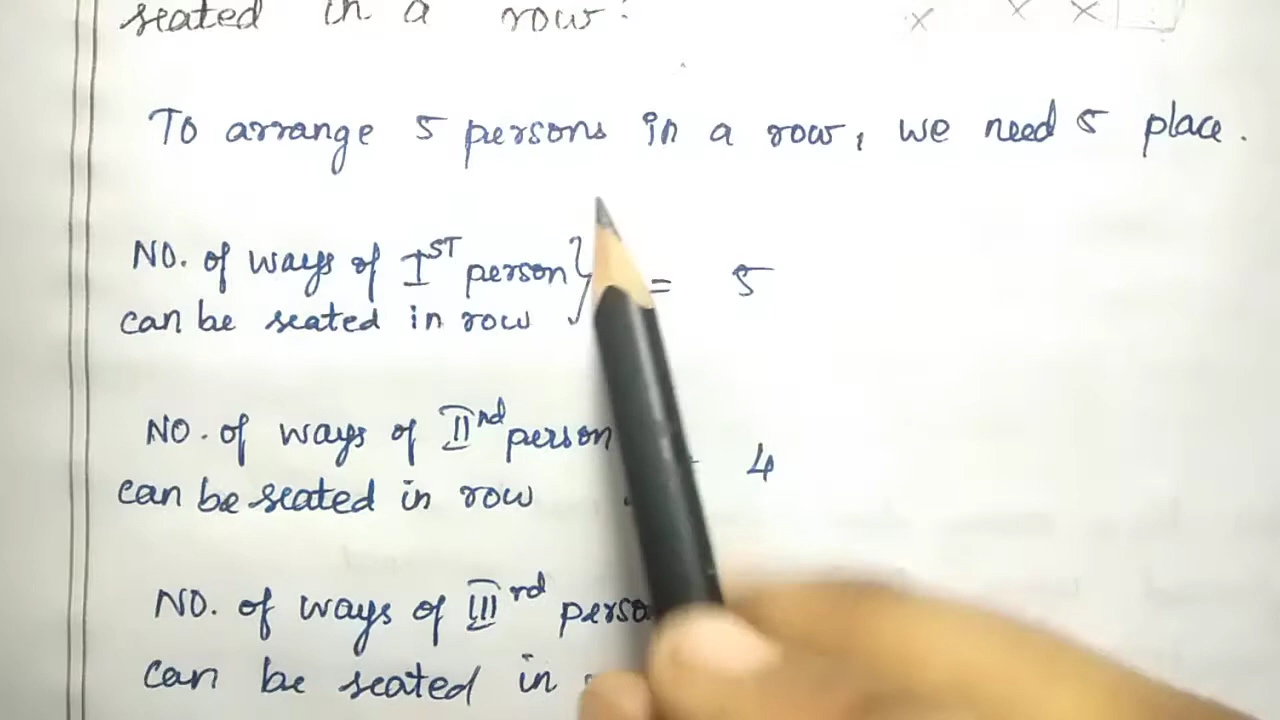 seated in a row.
To arrange 5 persons in a row, we need 5 place.
NO. of ways of I ST person } = 5
can be seated in row
NO. of ways of II nd person 4
can be seated in row
NO. of ways of III rd perso
can be seated in